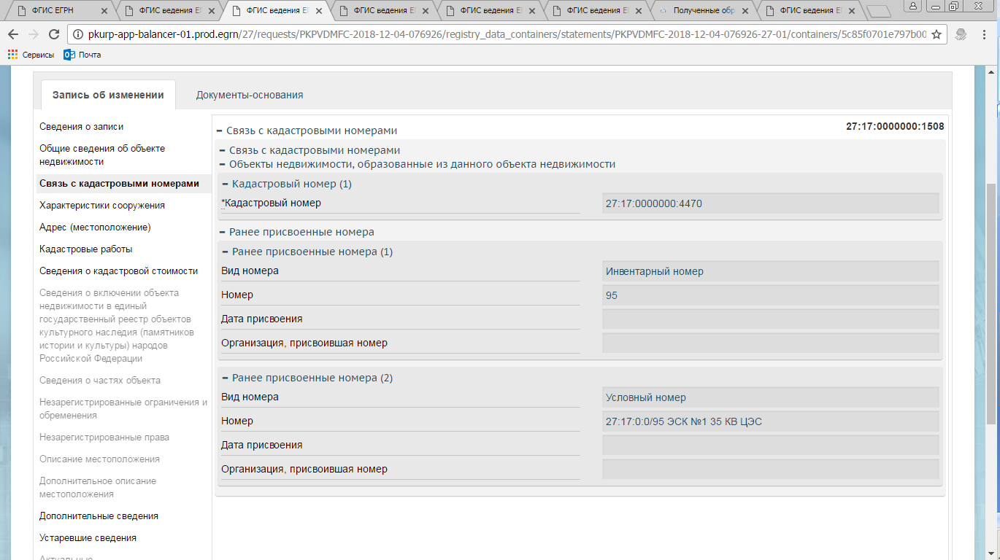 ФГИС ЕГРН
ФГИС ведения ЕГ
ФГИС ведения ЕГ
ФГИС ведения ЕГ
ФГИС ведения ЕГ
ФГИС ведения ЕГ
Полученные обр
ФГИС ведения ЕГ
pkurp-app-balancer-01.prod.egrn/27/requests/PKPVDMFC-2018-12-04-076926/registry_data_containers/statements/PKPVDMFC-2018-12-04-076926-27-01/containers/5c85f0701e797b00
Сервисы
Почта
Запись об изменении
Документы-основания
Сведения о записи
Общие сведения об объекте
недвижимости
Связь с кадастровыми номерами
Характеристики сооружения
Адрес (местоположение)
Кадастровые работы
Сведения о кадастровой стоимости
Сведения о включении объекта
недвижимости в единый
государственный реестр объектов
культурного наследия (памятников
истории и культуры) народов
Российской Федерации
Сведения о частях объекта
Незарегистрированные ограничения и
обременения
Незарегистрированные права
Описание местоположения
Дополнительное описание
местоположения
Дополнительные сведения
Устаревшие сведения
Актуальные
27:17:0000000:1508
Связь с кадастровыми номерами
Связь с кадастровыми номерами
Объекты недвижимости, образованные из данного объекта недвижимости
Кадастровый номер (1)
*Кадастровый номер
27:17:0000000:4470
Ранее присвоенные номера
Ранее присвоенные номера (1)
Вид номера
Инвентарный номер
Номер
95
Дата присвоения
Организация, присвоившая номер
Ранее присвоенные номера (2)
Вид номера
Условный номер
Номер
27:17:0:0/95 ЭСК №1 35 КВ ЦЭС
Дата присвоения
Организация, присвоившая номер